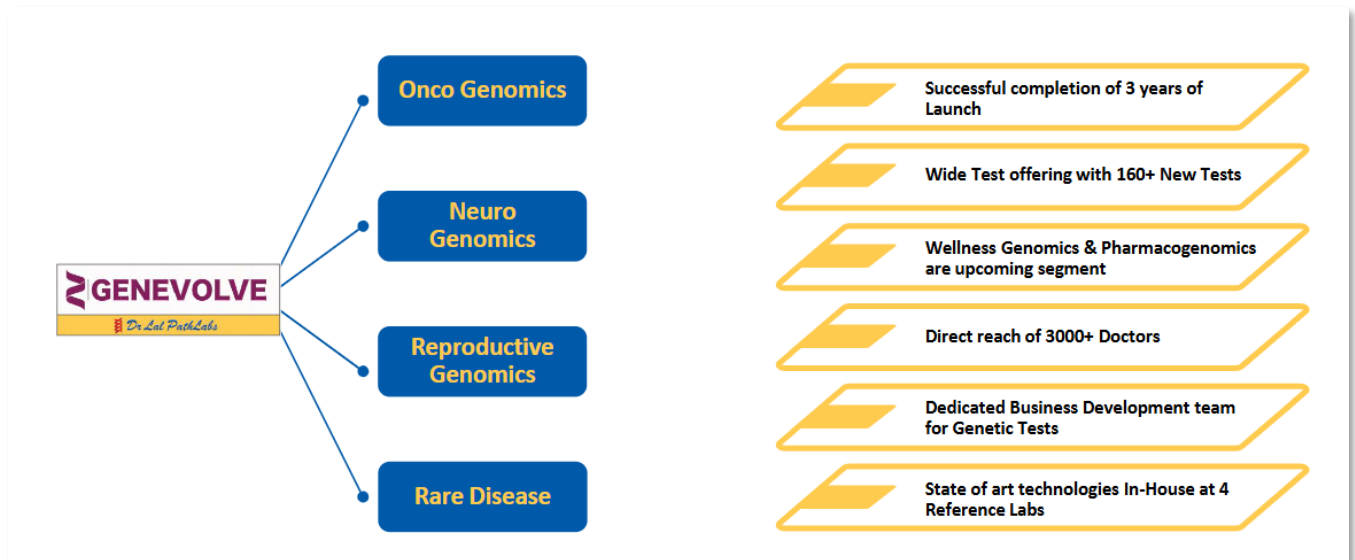 GENEVOLVE
Dr Lal PathLabs
Onco Genomics
Neuro
Genomics
Reproductive
Genomics
Rare Disease
Successful completion of 3 years of
Launch
Wide Test offering with 160+ New Tests
Wellness Genomics & Pharmacogenomics
are upcoming segment
Direct reach of 3000+ Doctors
Dedicated Business Development team
for Genetic Tests
State of art technologies In-House at 4
Reference Labs